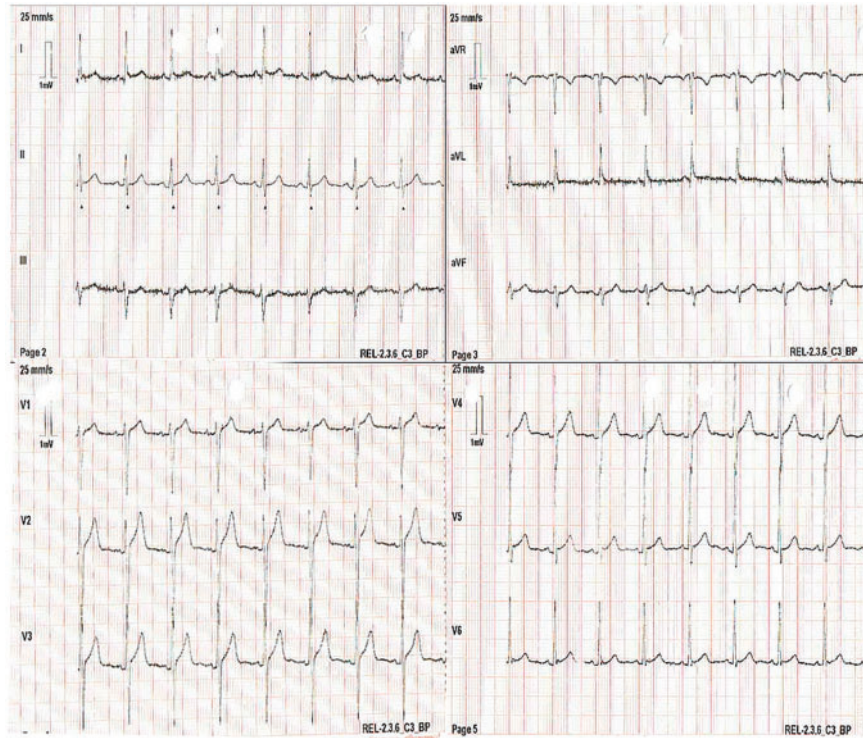 25 mm/s
I
1mV
II
III
Page 2
REL-2.3.6_C3_BP
25 mm/s
aVR
1mV
aVL
aVF
Page 3
REL-2.3.6_C3_BP
25 mm/s
V1
1mV
V2
V3
REL-2.3.6_C3_BP
25 mm/s
V4
1mV
V5
V6
Page 5
REL-2.3.6_C3_BP